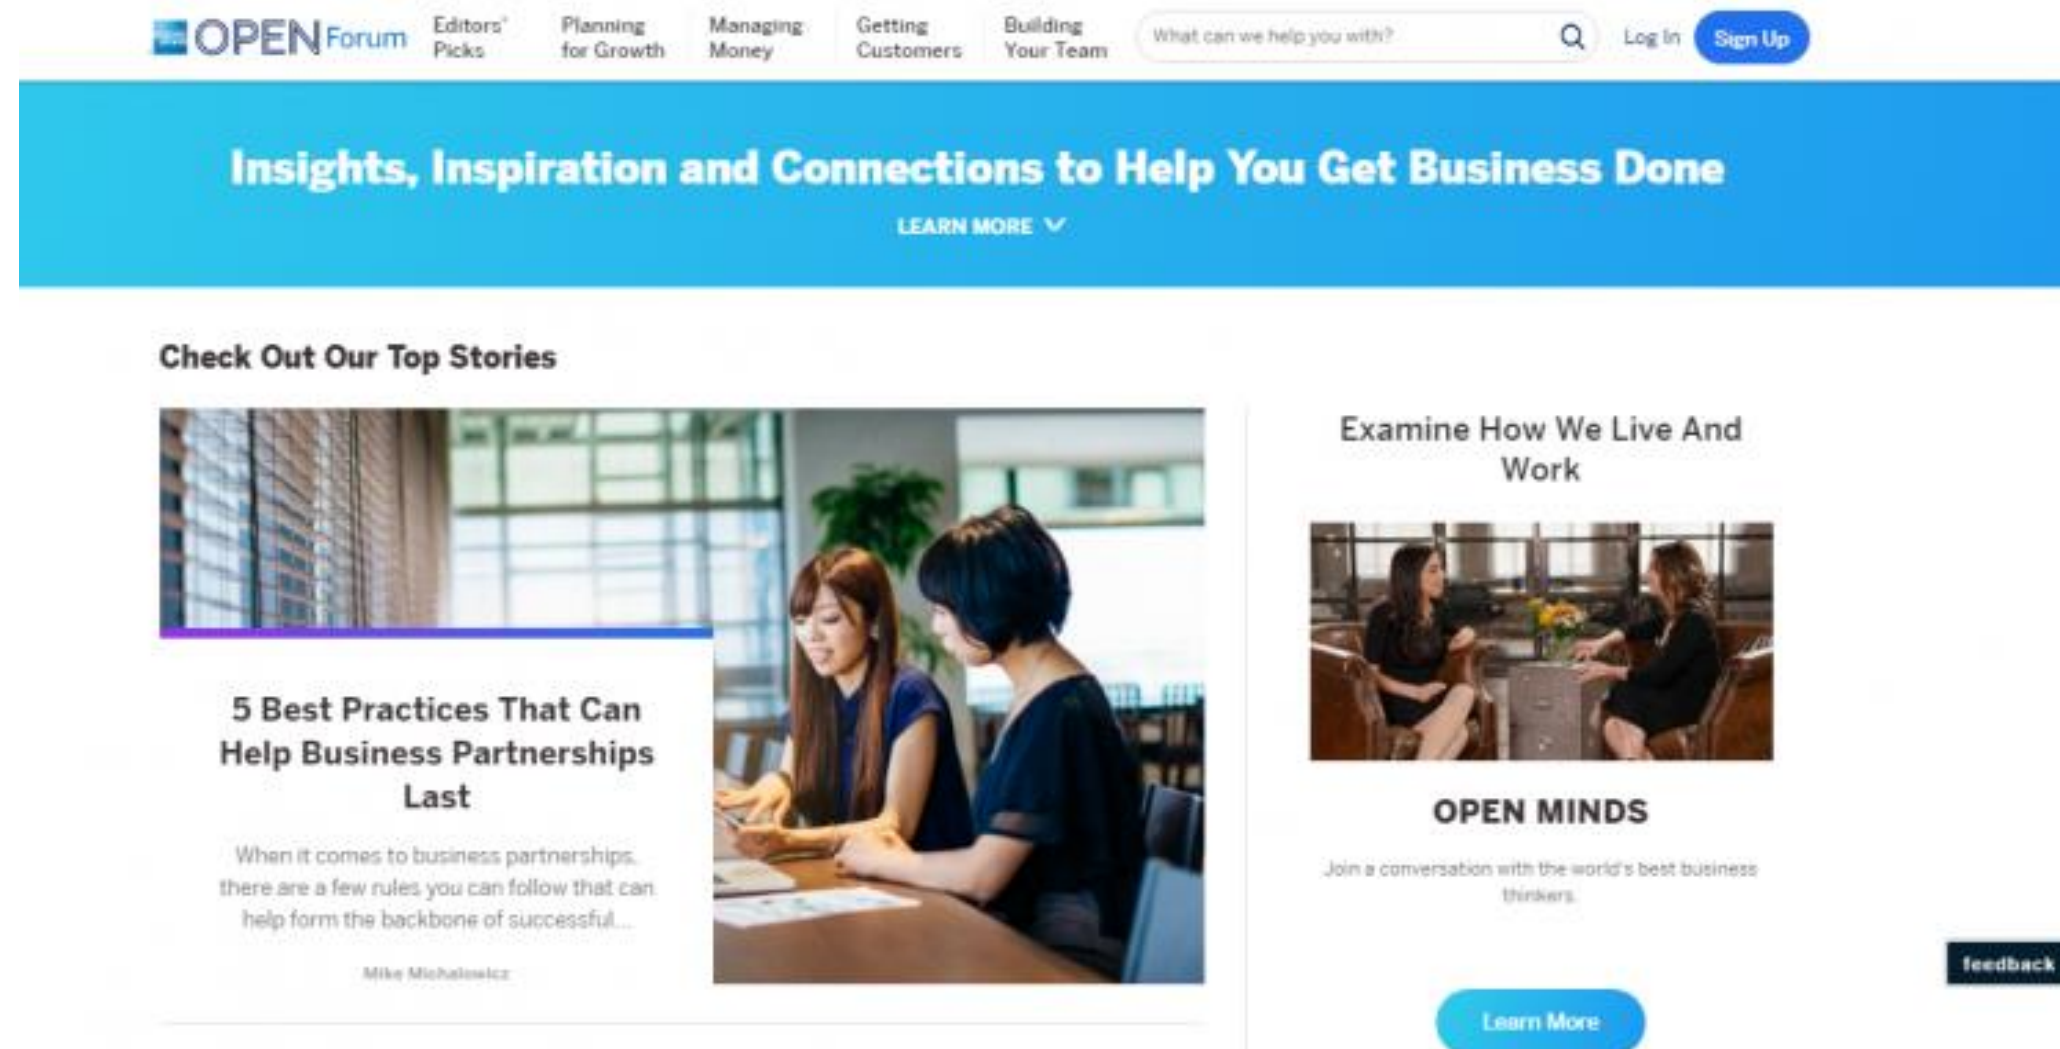 OPEN Forum
Editors'
Picks
Planning
for Growth
Managing
Money
Getting
Customers
Building
Your Team
What can we help you with?
Log In
Sign Up
Insights, Inspiration and Connections to Help You Get Business Done
LEARN MORE
Check Out Our Top Stories
5 Best Practices That Can
Help Business Partnerships
Last
When it comes to business partnerships,
there are a few rules you can follow that can
help form the backbone of successful...
Mike Michalowicz
Examine How We Live And
Work
OPEN MINDS
Join a conversation with the world's best business
thinkers.
Learn More
feedback